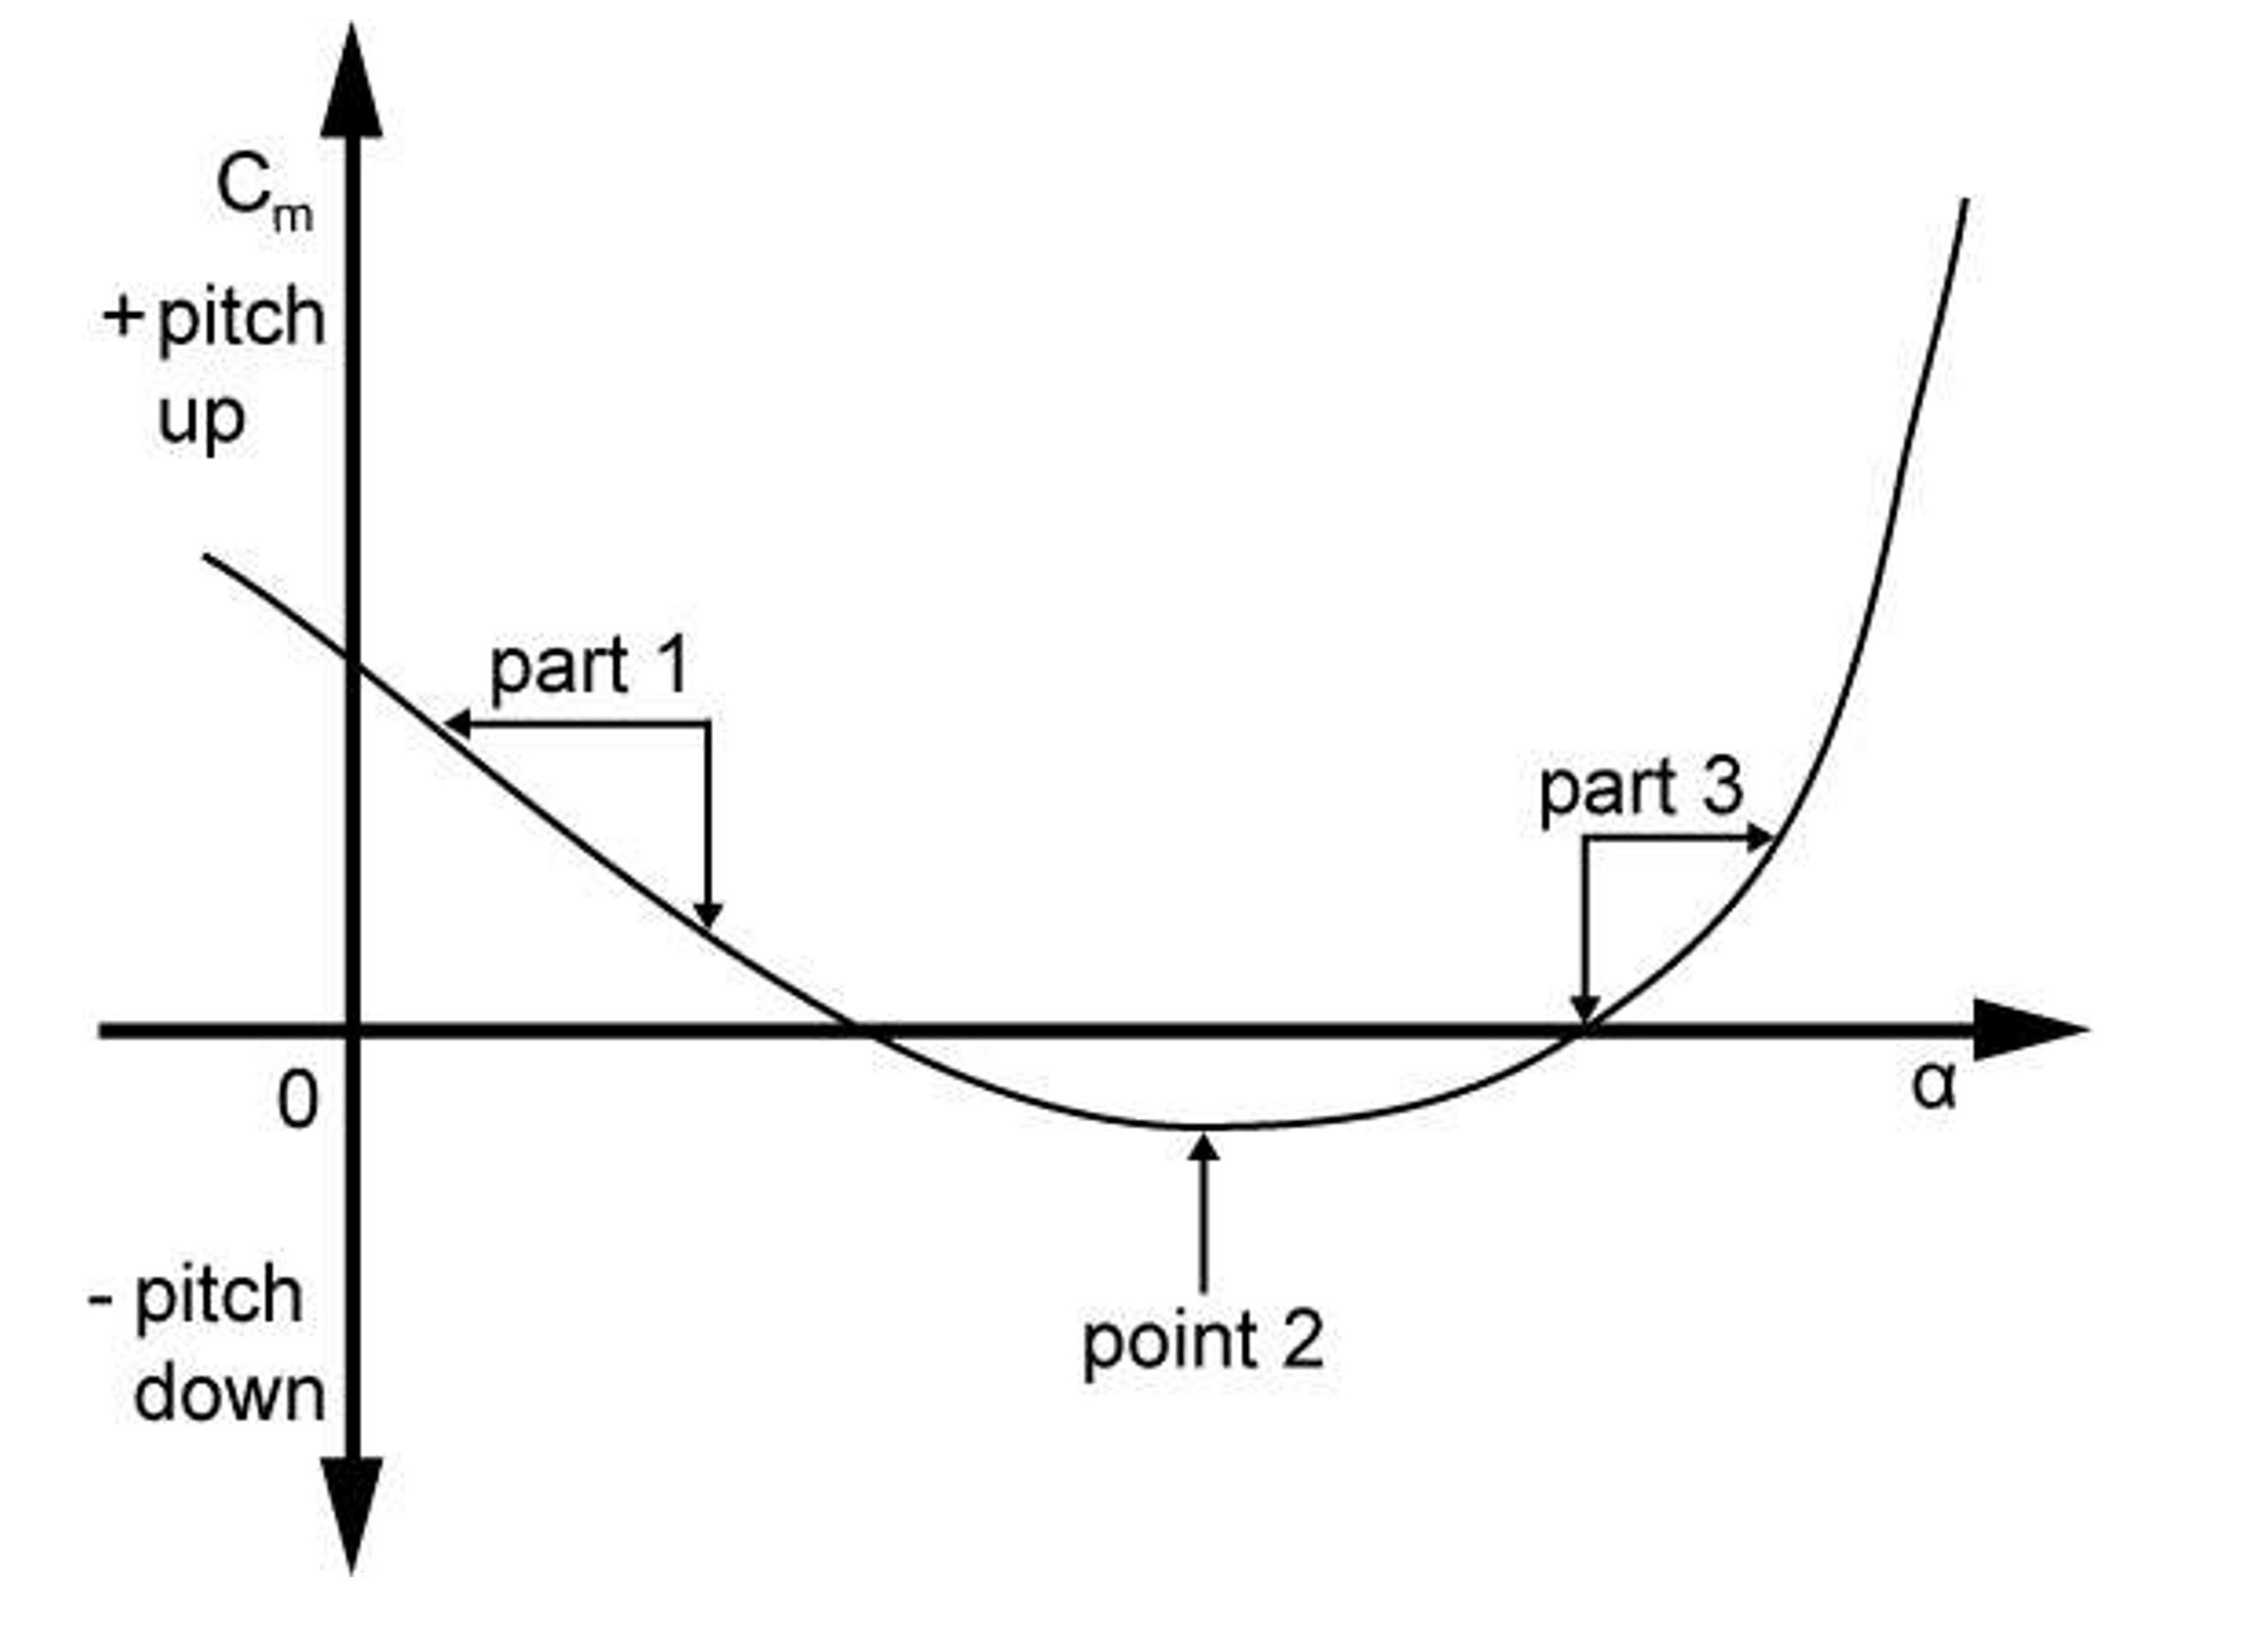 Cm
+pitch
up
part 1
part 3
0
α
- pitch
down
point 2